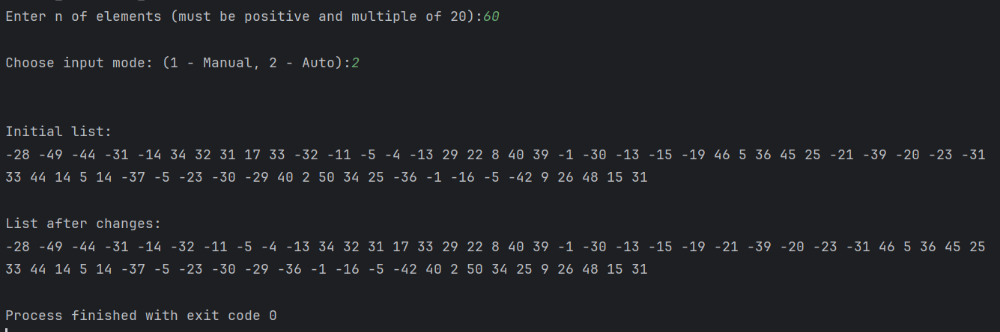 Enter n of elements (must be positive and multiple of 20):60
Choose input mode: (1 - Manual, 2 - Auto):2
Initial list:
-28 -49 -44 -31 -14 34 32 31 17 33 -32 -11 -5 -4 -13 29 22 8 40 39 -1 -30 -13 -15 -19 46 5 36 45 25 -21 -39 -20 -23 -31
33 44 14 5 14 -37 -5 -23 -30 -29 40 2 50 34 25 -36 -1 -16 -5 -42 9 26 48 15 31
List after changes:
-28 -49 -44 -31 -14 -32 -11 -5 -4 -13 34 32 31 17 33 29 22 8 40 39 -1 -30 -13 -15 -19 -21 -39 -20 -23 -31 46 5 36 45 25
33 44 14 5 14 -37 -5 -23 -30 -29 -36 -1 -16 -5 -42 40 2 50 34 25 9 26 48 15 31
Process finished with exit code 0